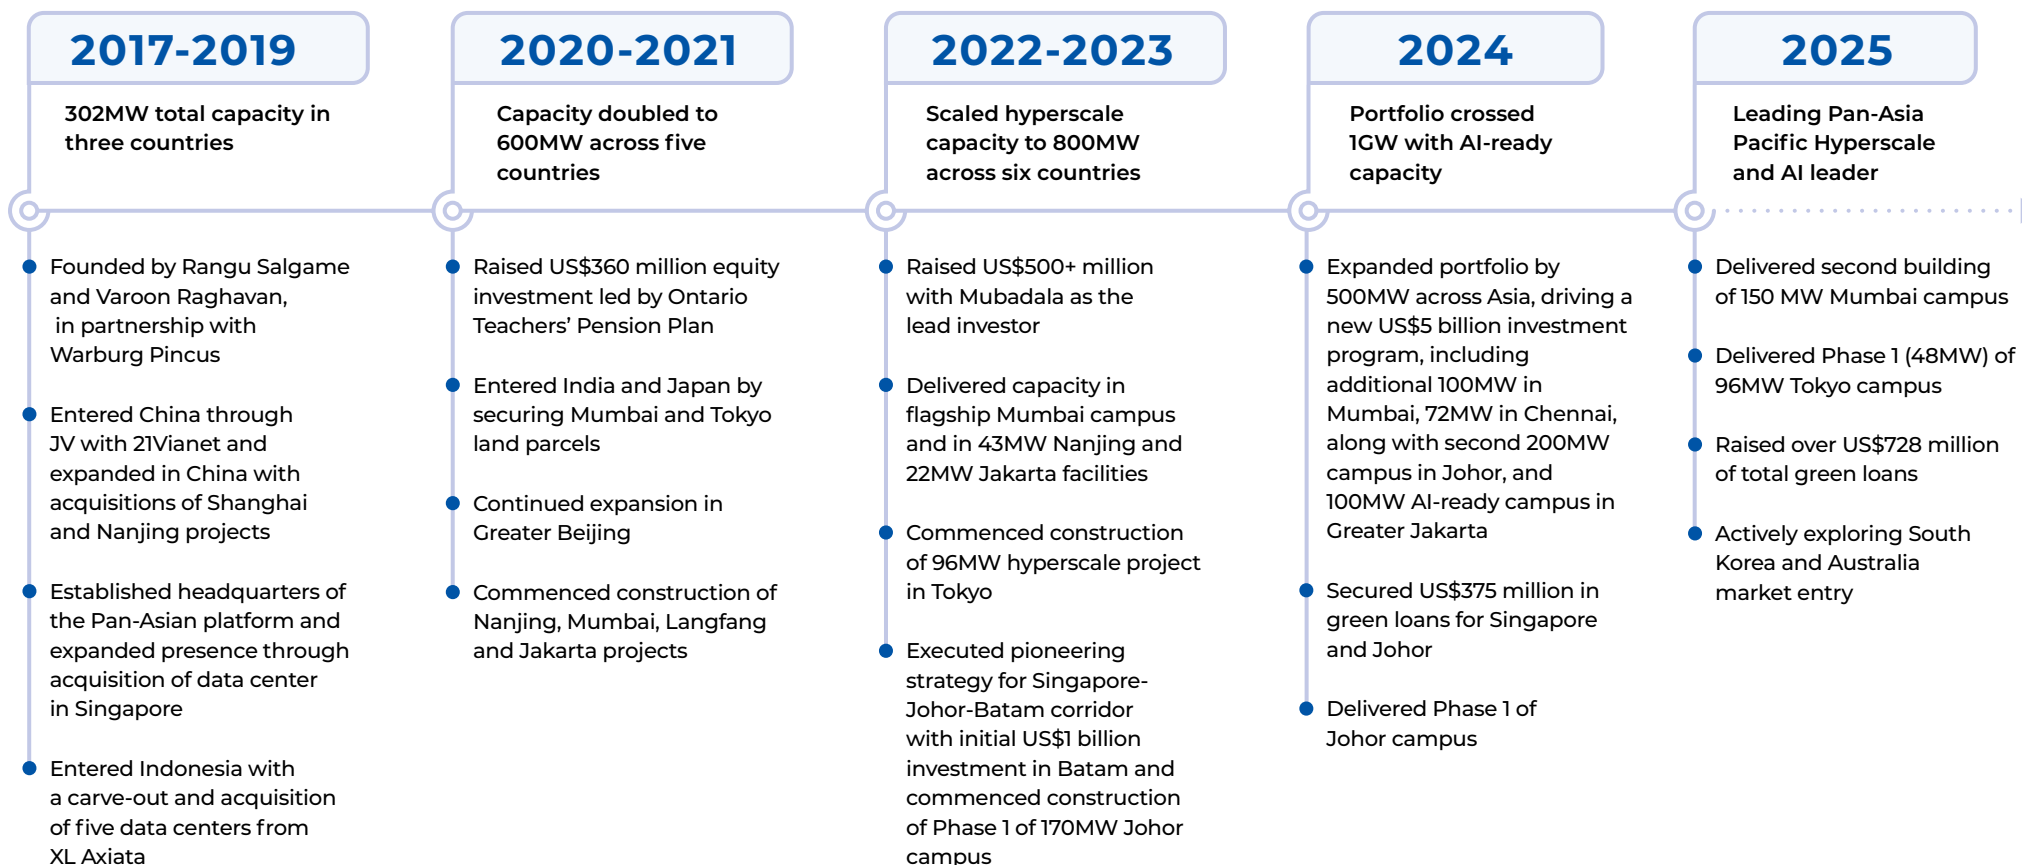 2017-2019
302MW total capacity in
three countries
Founded by Rangu Salgame
and Varoon Raghavan,
in partnership with
Warburg Pincus
Entered China through
JV with 21Vianet and
expanded in China with
acquisitions of Shanghai
and Nanjing projects
Established headquarters of
the Pan-Asian platform and
expanded presence through
acquisition of data center
in Singapore
Entered Indonesia with
a carve-out and acquisition
of five data centers from
XL Axiata
2020-2021
Capacity doubled to
600MW across five
countries
Raised US$360 million equity
investment led by Ontario
Teachers' Pension Plan
Entered India and Japan by
securing Mumbai and Tokyo
land parcels
Continued expansion in
Greater Beijing
Commenced construction of
Nanjing, Mumbai, Langfang
and Jakarta projects
2022-2023
Scaled hyperscale
capacity to 800MW
across six countries
Raised US$500+ million
with Mubadala as the
lead investor
Delivered capacity in
flagship Mumbai campus
and in 43MW Nanjing and
22MW Jakarta facilities
Commenced construction
of 96MW hyperscale project
in Tokyo
Executed pioneering
strategy for Singapore-
Johor-Batam corridor
with initial US$1 billion
investment in Batam and
commenced construction
of Phase 1 of 170MW Johor
campus
2024
Portfolio crossed
1GW with AI-ready
capacity
Expanded portfolio by
500MW across Asia, driving a
new US$5 billion investment
program, including
additional 100MW in
Mumbai, 72MW in Chennai,
along with second 200MW
campus in Johor, and
100MW AI-ready campus in
Greater Jakarta
Secured US$375 million in
green loans for Singapore
and Johor
Delivered Phase 1 of
Johor campus
2025
Leading Pan-Asia
Pacific Hyperscale
and AI leader
Delivered second building
of 150 MW Mumbai campus
Delivered Phase 1 (48MW) of
96MW Tokyo campus
Raised over US$728 million
of total green loans
Actively exploring South
Korea and Australia
market entry